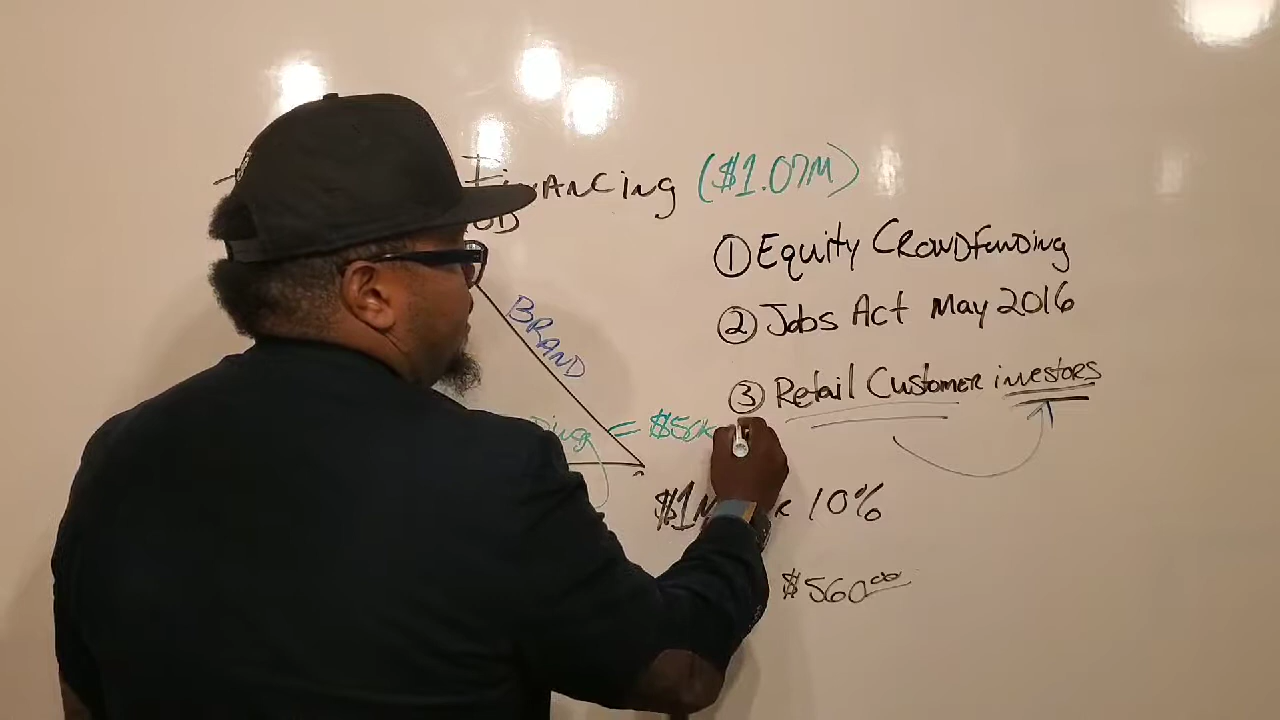 Financing ($1.07M)
① Equity Crowdfunding
BRAND
② Jobs Act May 2016
③ Retail Customer investors
= $50K
$1M 10%
$560.00